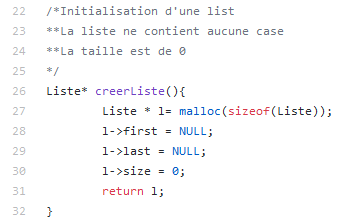 22 /*Initialisation d'une list
23 **La liste ne contient aucune case
24 **La taille est de 0
25 */
26 Liste* creerListe(){
27 Liste * l= malloc(sizeof(Liste));
28 l->first = NULL;
29 l->last = NULL;
30 l->size = 0;
31 return l;
32 }